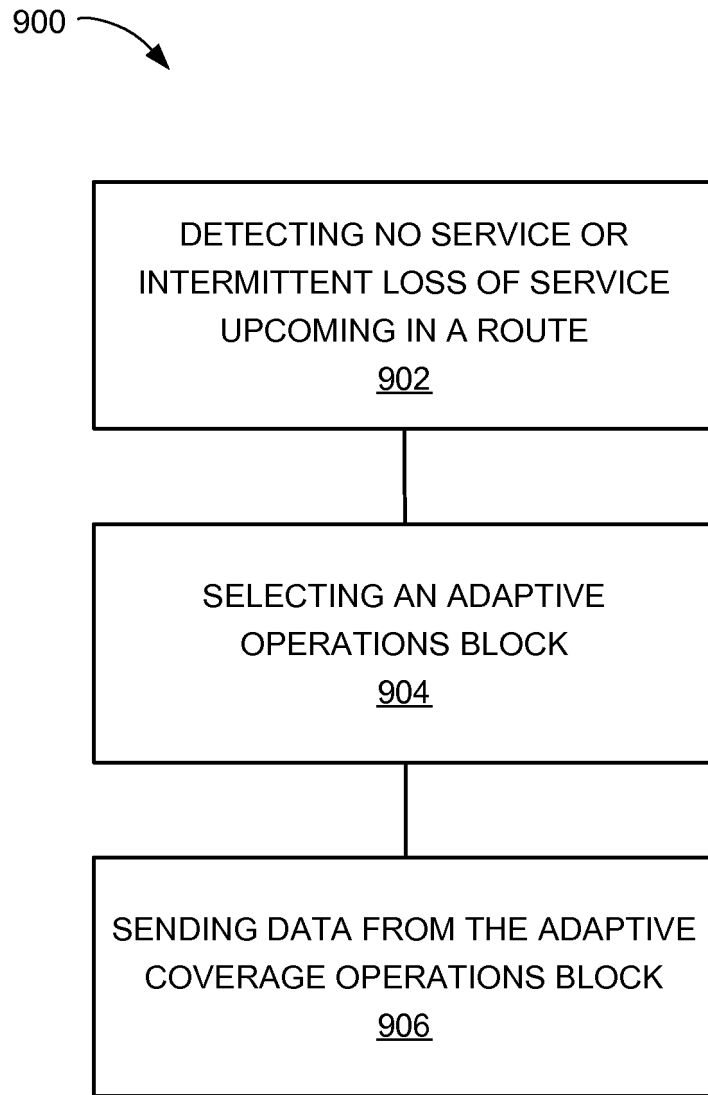 900
DETECTING NO SERVICE OR
INTERMITTENT LOSS OF SERVICE
UPCOMING IN A ROUTE
902
SELECTING AN ADAPTIVE
OPERATIONS BLOCK
904
SENDING DATA FROM THE ADAPTIVE
COVERAGE OPERATIONS BLOCK
906